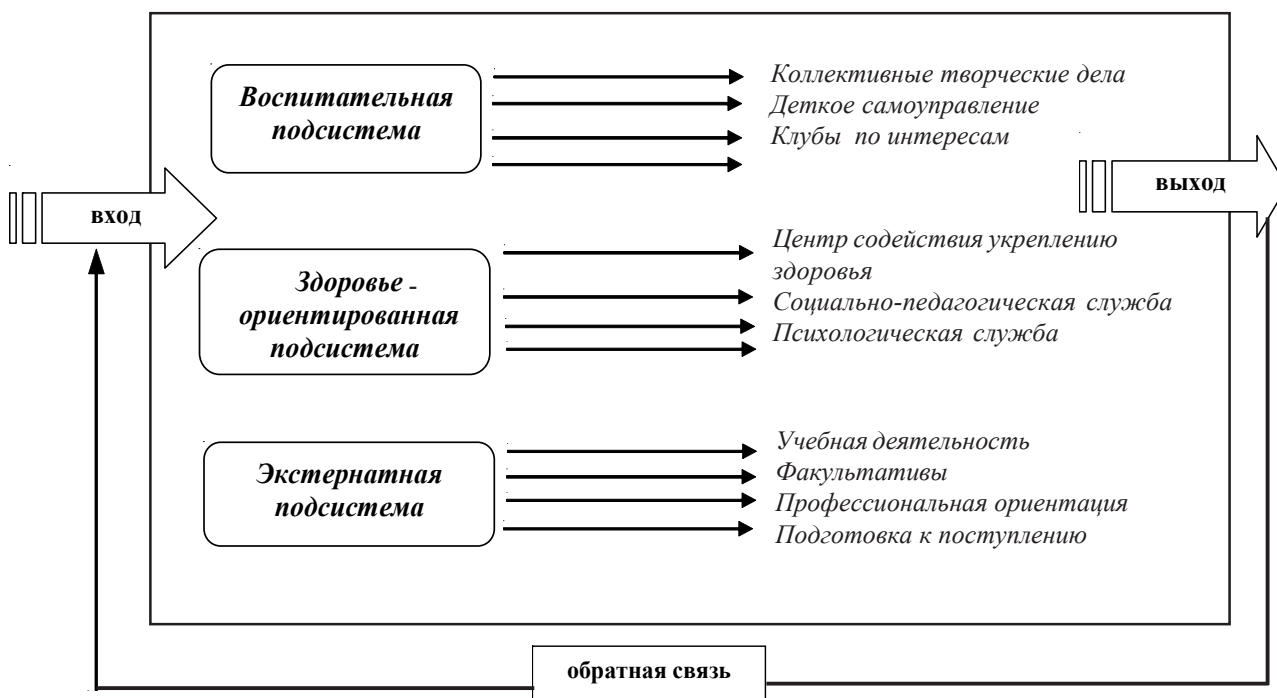 Воспитательная
подсистема
Коллективные творческие дела
Деткое самоуправление
Клубы по интересам
вход
выход
Здоровье -
ориентированная
подсистема
Центр содействия укреплению
здоровья
Социально-педагогическая служба
Психологическая служба
Экстернатная
подсистема
Учебная деятельность
Факультативы
Профессиональная ориентация
Подготовка к поступлению
обратная связь